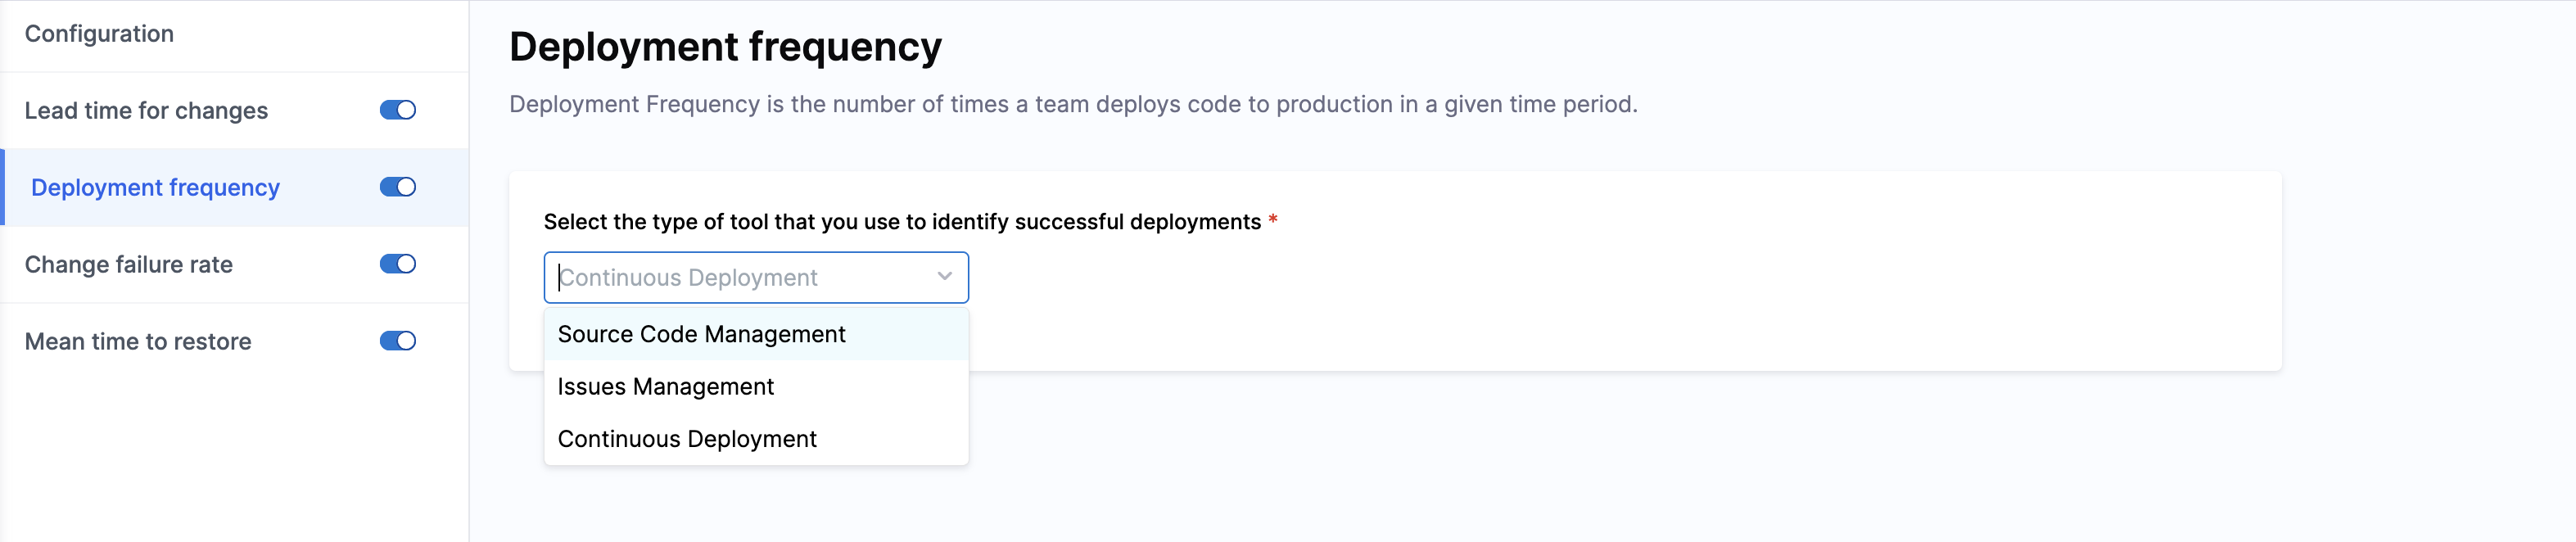 Configuration
Lead time for changes
Deployment frequency
Change failure rate
Mean time to restore
Deployment frequency
Deployment Frequency is the number of times a team deploys code to production in a given time period.
Select the type of tool that you use to identify successful deployments *
Continuous Deployment
Source Code Management
Issues Management
Continuous Deployment